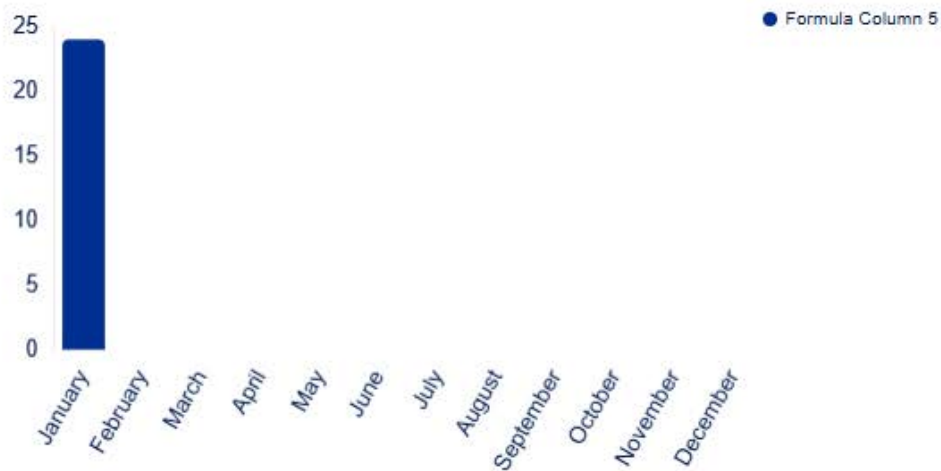 Formula Column 5
25
20
15
10
5
0
January
February
March
April
May
June
July
August
September
October
November
December